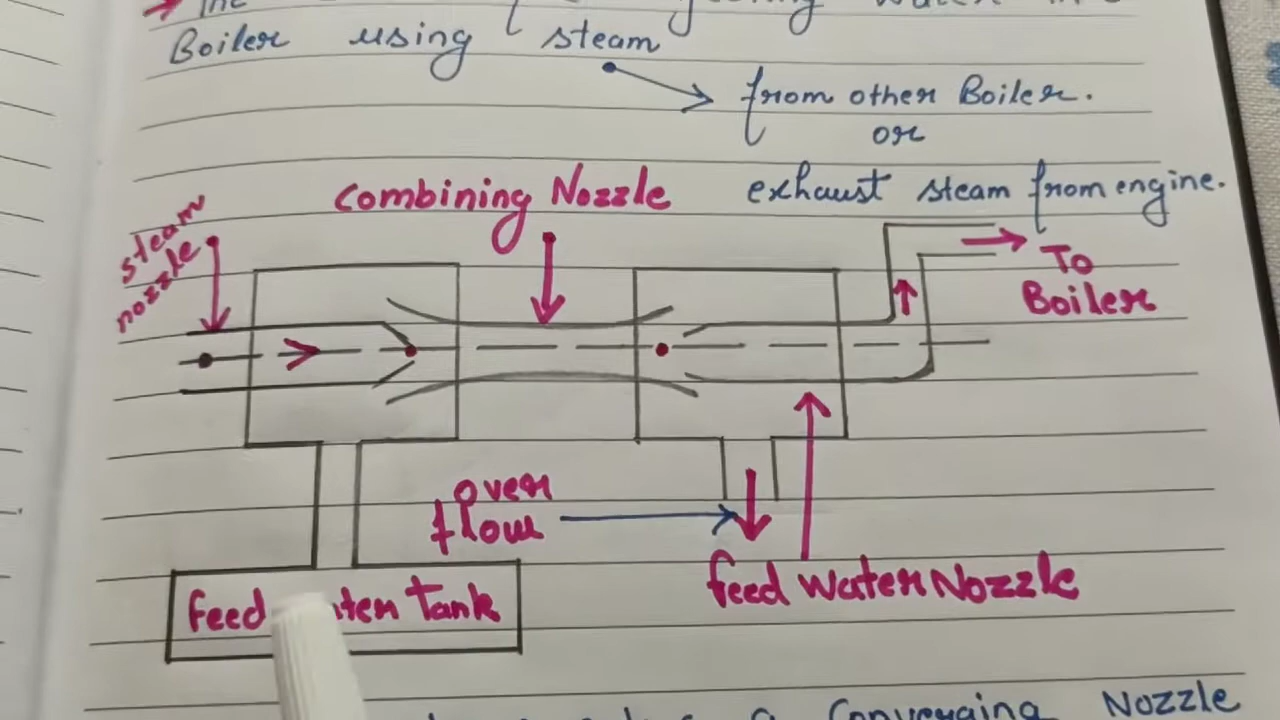 Boiler using steam
from other Boiler.
or
exhaust steam from engine.
Combining Nozzle
steam
nozzle
To
Boiler
over
flow
feed Water Nozzle
feed Tank
a Converging Nozzle